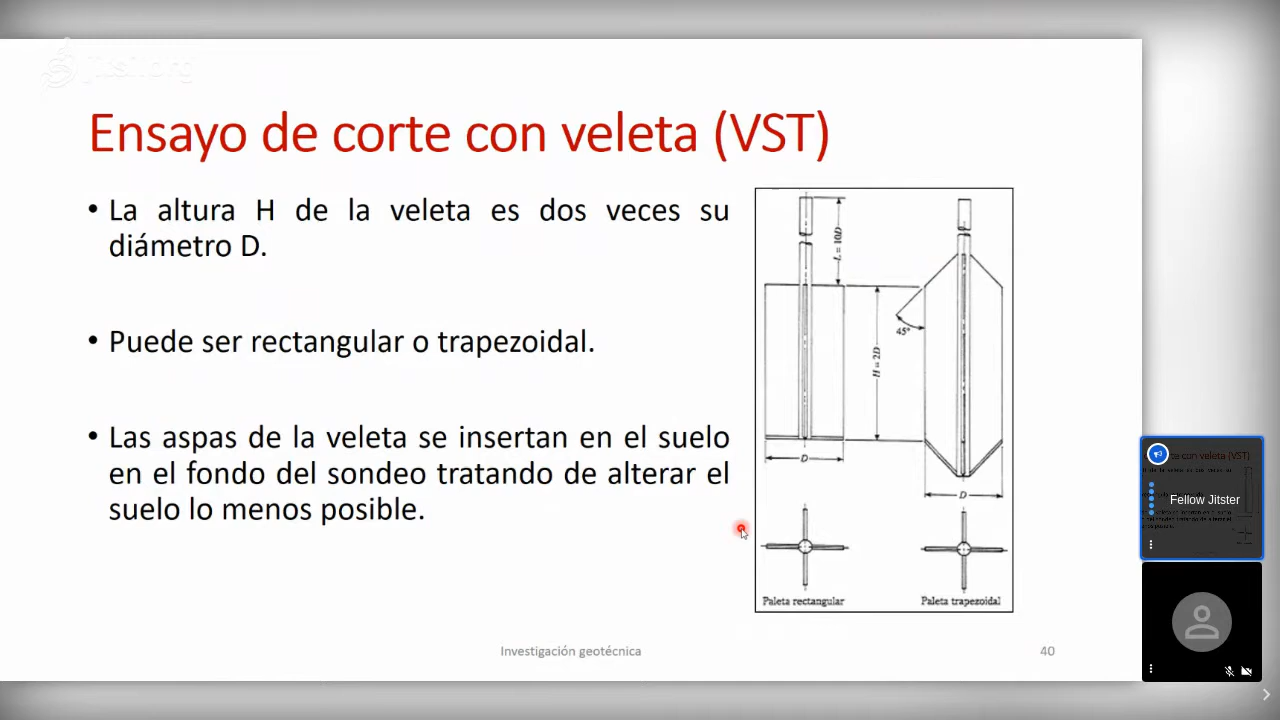 jitsi.org
Ensayo de corte con veleta (VST)
• La altura H de la veleta es dos veces su
diámetro D.
• Puede ser rectangular o trapezoidal.
• Las aspas de la veleta se insertan en el suelo
en el fondo del sondeo tratando de alterar el
suelo lo menos posible.
L = 10D
45°
H = 2D
D
D
Paleta rectangular
Paleta trapezoidal
Investigación geotécnica
40
Fellow Jitster